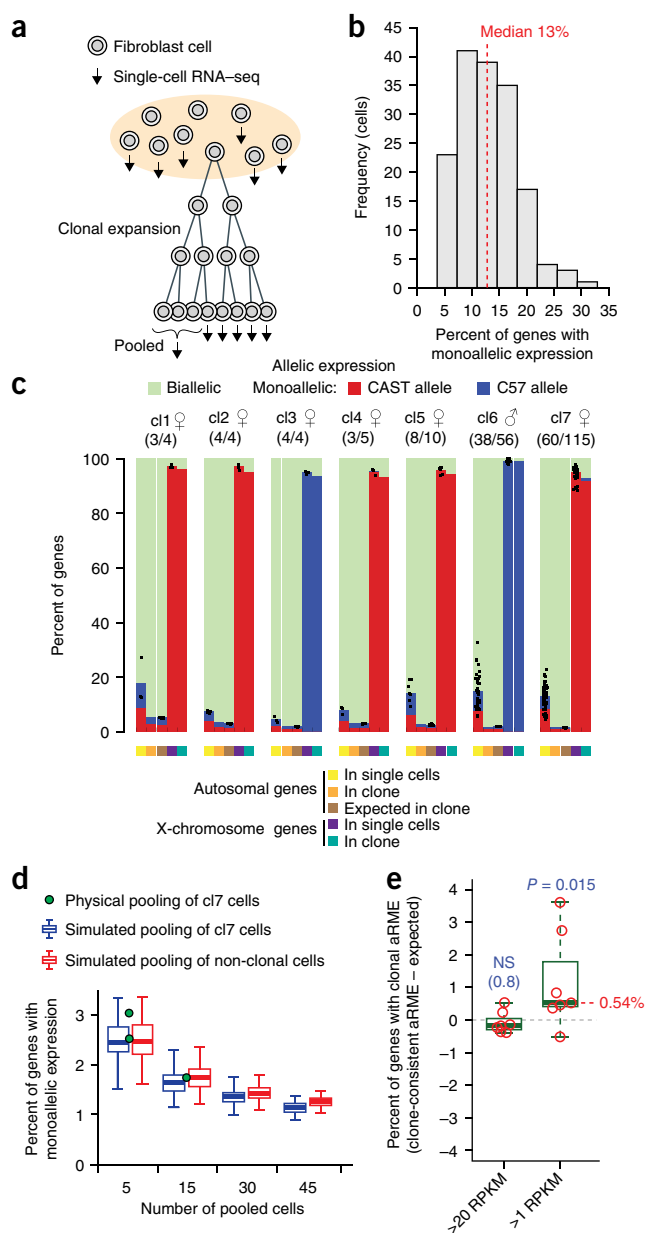 a
Fibroblast cell
Single-cell RNA–seq
Clonal expansion
Pooled
b
Median 13%
45
40
35
30
25
20
15
10
5
0
Frequency (cells)
0 5 10 15 20 25 30 35
Percent of genes with
monoallelic expression
c
Allelic expression
Biallelic Monoallelic: CAST allele C57 allele
cl1 ♀ cl2 ♀ cl3 ♀ cl4 ♀ cl5 ♀ cl6 ♂ cl7 ♀
(3/4) (4/4) (4/4) (3/5) (8/10) (38/56) (60/115)
100
80
60
40
20
0
Percent of genes
Autosomal genes
In single cells
In clone
Expected in clone
X-chromosome genes
In single cells
In clone
d
Physical pooling of cl7 cells
Simulated pooling of cl7 cells
Simulated pooling of non-clonal cells
3
2
1
0
Percent of genes with
monoallelic expression
5 15 30 45
Number of pooled cells
e
P = 0.015
NS
(0.8)
0.54%
4
3
2
1
0
–1
–2
–3
–4
Percent of genes with clonal aRME
(clone-consistent aRME – expected)
>20 RPKM
>1 RPKM